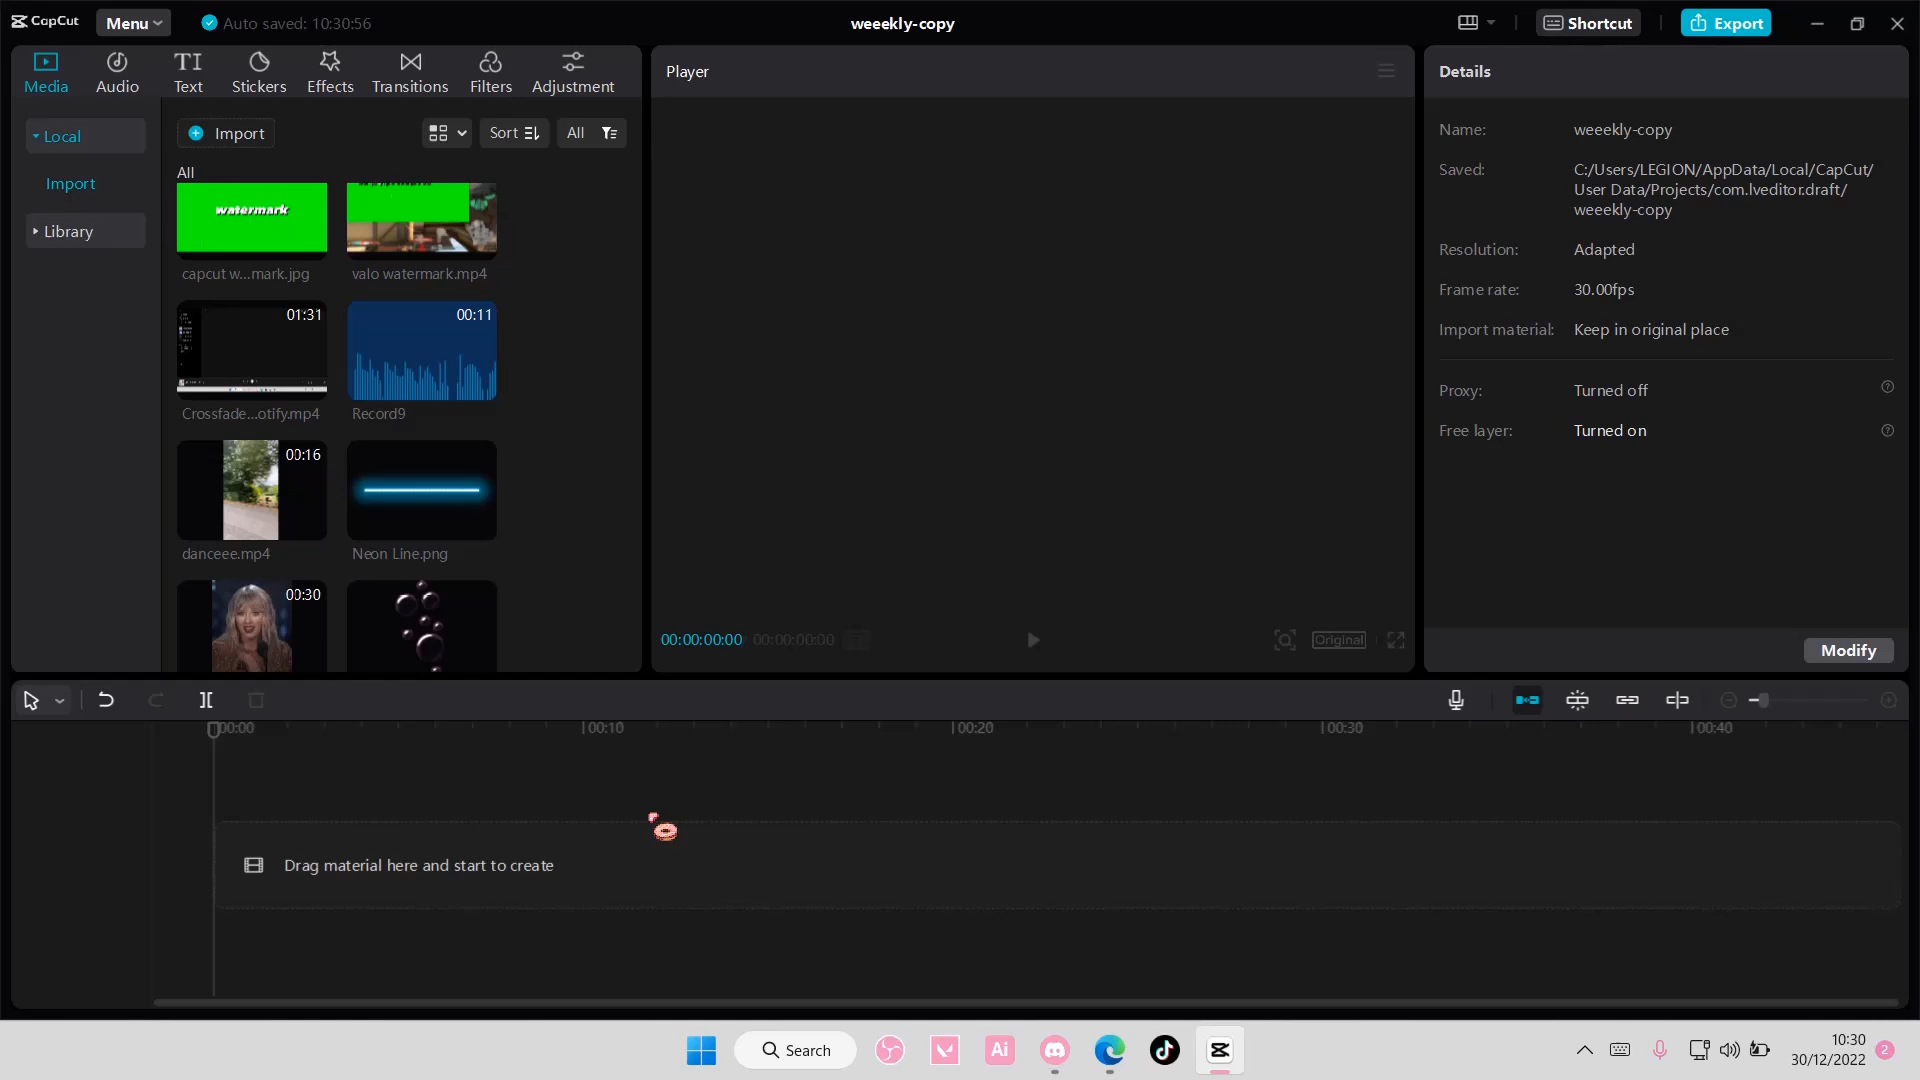 CapCut
Menu
Auto saved: 10:30:56
weeekly-copy
Shortcut
Export
Media
Audio
Text
Stickers
Effects
Transitions
Filters
Adjustment
Local
Import
Library
Import
Sort
All
All
watermark
capcut w...mark.jpg
valo watermark.mp4
01:31
Crossfade...otify.mp4
00:11
Record9
00:16
danceee.mp4
Neon Line.png
00:30
Player
00:00:00:00
00:00:00:00
Original
Details
Name:
weeekly-copy
Saved:
C:/Users/LEGION/AppData/Local/CapCut/
User Data/Projects/com.lveditor.draft/
weeekly-copy
Resolution:
Adapted
Frame rate:
30.00fps
Import material:
Keep in original place
Proxy:
Turned off
Free layer:
Turned on
Modify
00:00
00:10
00:20
00:30
00:40
Drag material here and start to create
Search
Ai
10:30
30/12/2022
2